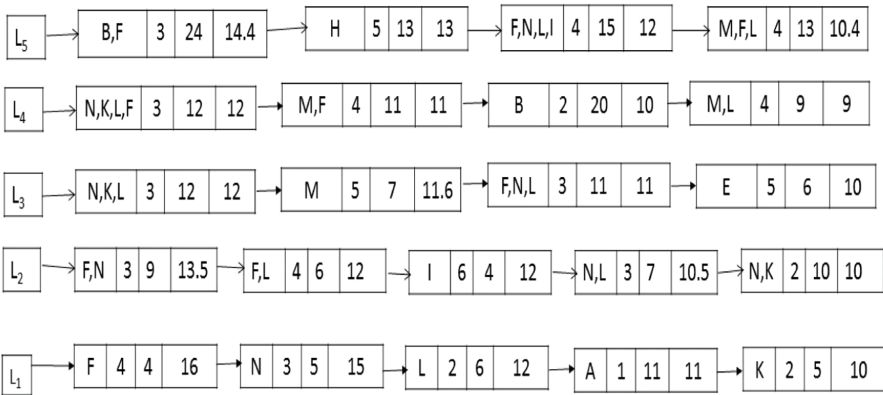 L5 B,F 3 24 14.4 H 5 13 13 F,N,L,I 4 15 12 M,F,L 4 13 10.4
L4 N,K,L,F 3 12 12 M,F 4 11 11 B 2 20 10 M,L 4 9 9
L3 N,K,L 3 12 12 M 5 7 11.6 F,N,L 3 11 11 E 5 6 10
L2 F,N 3 9 13.5 F,L 4 6 12 I 6 4 12 N,L 3 7 10.5 N,K 2 10 10
L1 F 4 4 16 N 3 5 15 L 2 6 12 A 1 11 11 K 2 5 10